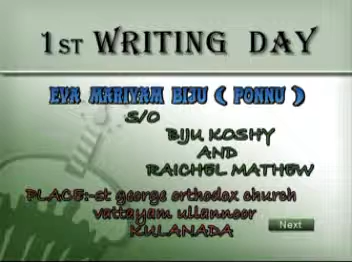 1ST WRITING DAY
EVA MARIYAM BIJU ( PONNU )
S/O
BIJU KOSHY
AND
RAICHEL MATHEW
PLACE:-st george orthodox church
vattayam ullannoor
KULANADA
Next